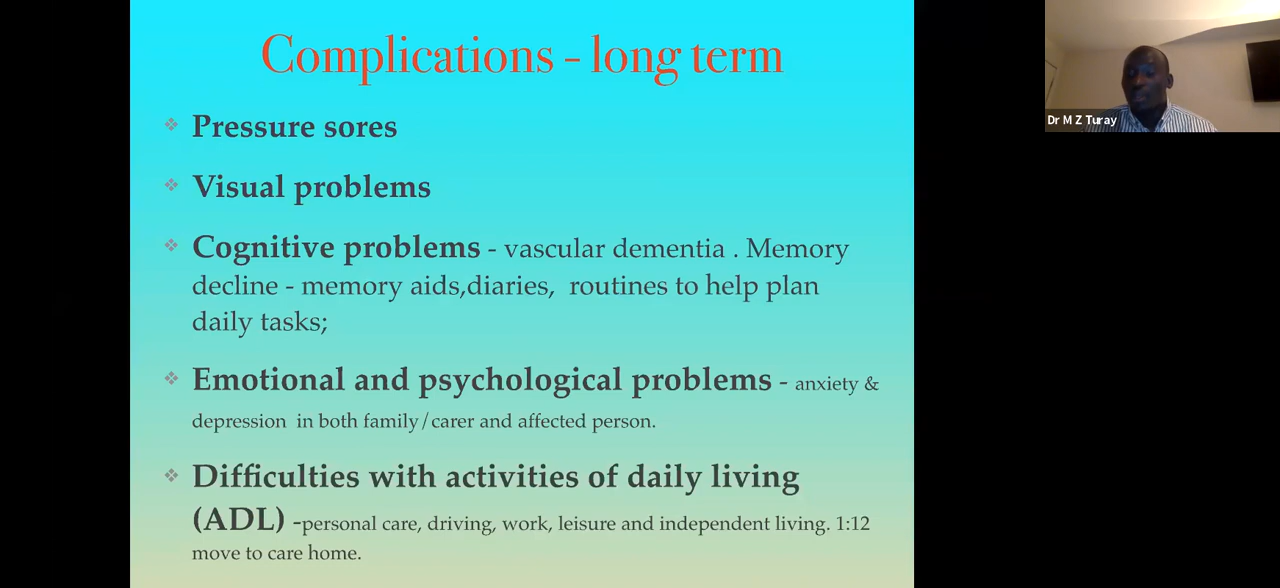 Complications - long term
Pressure sores
Visual problems
Cognitive problems - vascular dementia . Memory
decline - memory aids,diaries, routines to help plan
daily tasks;
Emotional and psychological problems - anxiety &
depression in both family/carer and affected person.
Difficulties with activities of daily living
(ADL) -personal care, driving, work, leisure and independent living. 1:12
move to care home.
Dr M Z Turay